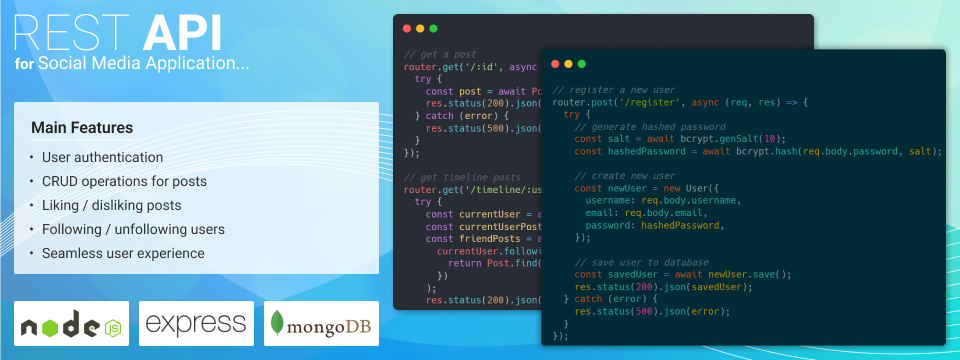 REST API
for Social Media Application...
Main Features
• User authentication
• CRUD operations for posts
• Liking / disliking posts
• Following / unfollowing users
• Seamless user experience
node JS
express
mongoDB
// get a post
router.get('/:id', async
try {
const post = await Po
res.status(200).json(
} catch (error) {
res.status(500).json(
}
});
// get timeline posts
router.get('/timeline/:us
try {
const currentUser = a
const currentUserPost
const friendPosts = a
currentUser.followi
return Post.find(
})
);
res.status(200).json(
// register a new user
router.post('/register', async (req, res) => {
try {
// generate hashed password
const salt = await bcrypt.genSalt(10);
const hashedPassword = await bcrypt.hash(req.body.password, salt);
// create new user
const newUser = new User({
username: req.body.username,
email: req.body.email,
password: hashedPassword,
});
// save user to database
const savedUser = await newUser.save();
res.status(200).json(savedUser);
} catch (error) {
res.status(500).json(error);
}
});